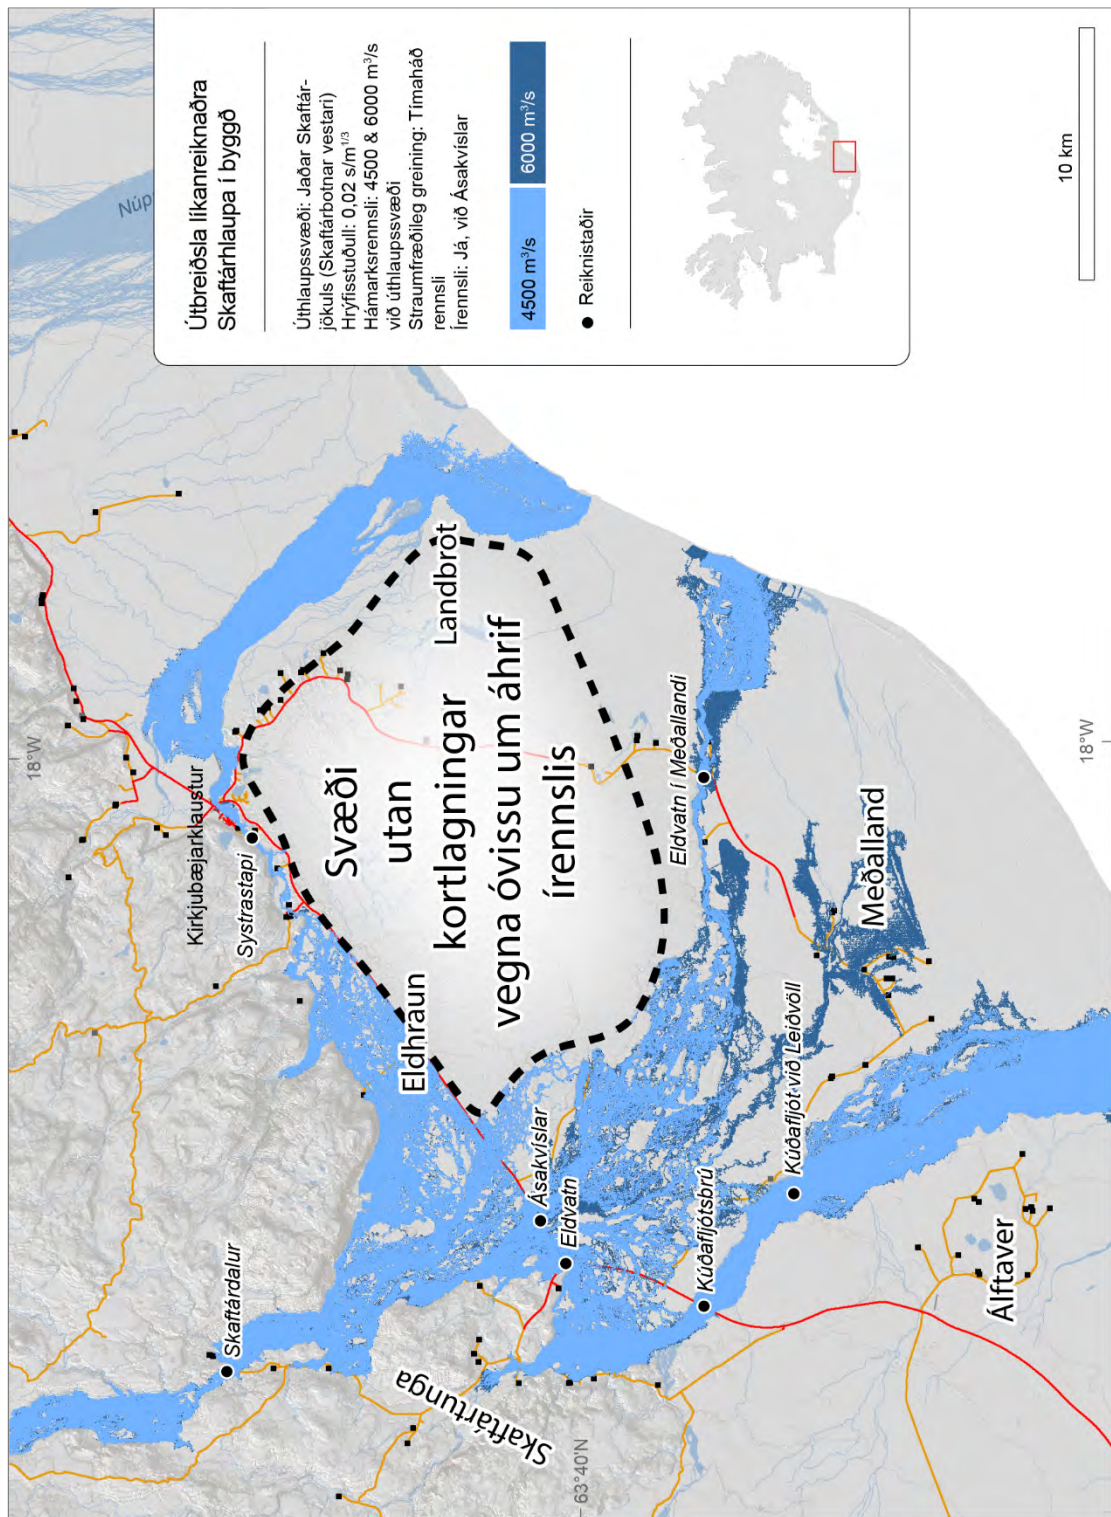 Útbreiðsla líkanreiknaðra
Skaftárhlaupa í byggð
Úthlaupssvæði: Jaðar Skaftár-
jökuls (Skaftárbotnar vestari)
Hrýfisstuðull: 0,02 s/m¹ᐟ³
Hámarksrennsli: 4500 & 6000 m³/s
við úthlaupssvæði
Straumfræðileg greining: Tímaháð
rennsli
Írennsli: Já, við Ásakvíslar
4500 m³/s
6000 m³/s
Reiknistaðir
10 km
Núp
18°W
Kirkjubæjarklaustur
Systrastapi
Skaftárdalur
Eldhraun
Landbrot
Svæði
utan
kortlagningar
vegna óvissu um áhrif
írennslis
Ásakvíslar
Eldvatn
Skaftártunga
63°40'N
Kúðafljótsbrú
Kúðafljót við Leiðvöll
Eldvatn í Meðallandi
Meðalland
Álftaver
18°W